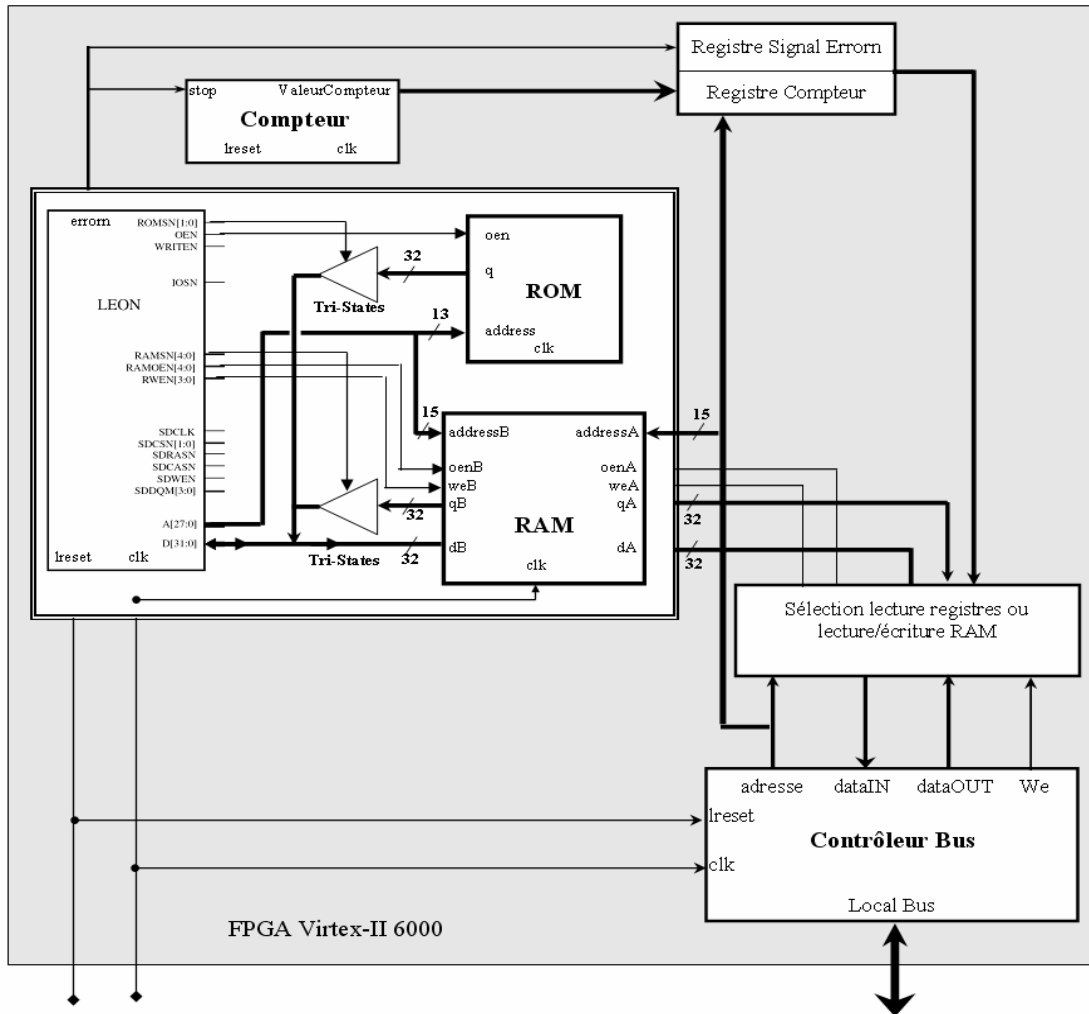 Registre Signal Errorn
Registre Compteur
stop
ValeurCompteur
Compteur
lreset
clk
errorn
LEON
ROMSN[1:0]
OEN
WRITEN
IOSN
RAMSN[4:0]
RAMOEN[4:0]
RWEN[3:0]
SDCLK
SDCSN[1:0]
SDRASN
SDCASN
SDWEN
SDDQM[3:0]
A[27:0]
D[31:0]
lreset
clk
32
Tri-States
13
oen
q
ROM
address
clk
15
addressB
addressA
15
oenB
oenA
weB
weA
qB
qA
32
32
RAM
dB
dA
32
32
clk
Tri-States
Sélection lecture registres ou
lecture/écriture RAM
adresse
dataIN
dataOUT
We
lreset
Contrôleur Bus
clk
Local Bus
FPGA Virtex-II 6000